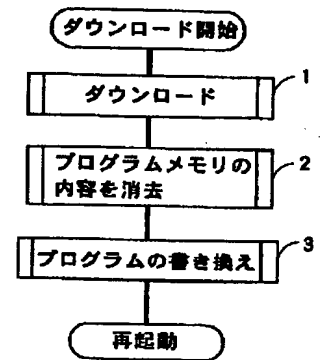 ダウンロード開始
ダウンロード
1
プログラムメモリの
内容を消去
2
プログラムの書き換え
3
再起動